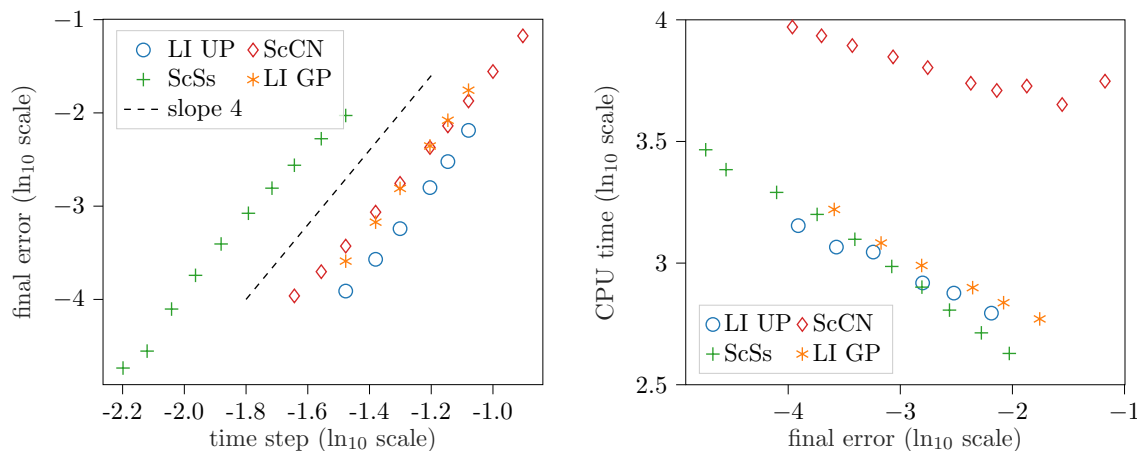 −1
−2
−3
−4
final error (ln10 scale)
LI UP
ScCN
ScSs
LI GP
slope 4
-2.2 -2.0 -1.8 -1.6 -1.4 -1.2 -1.0
time step (ln10 scale)
4
3.5
3
2.5
CPU time (ln10 scale)
LI UP
ScCN
ScSs
LI GP
−4 −3 −2 −1
final error (ln10 scale)